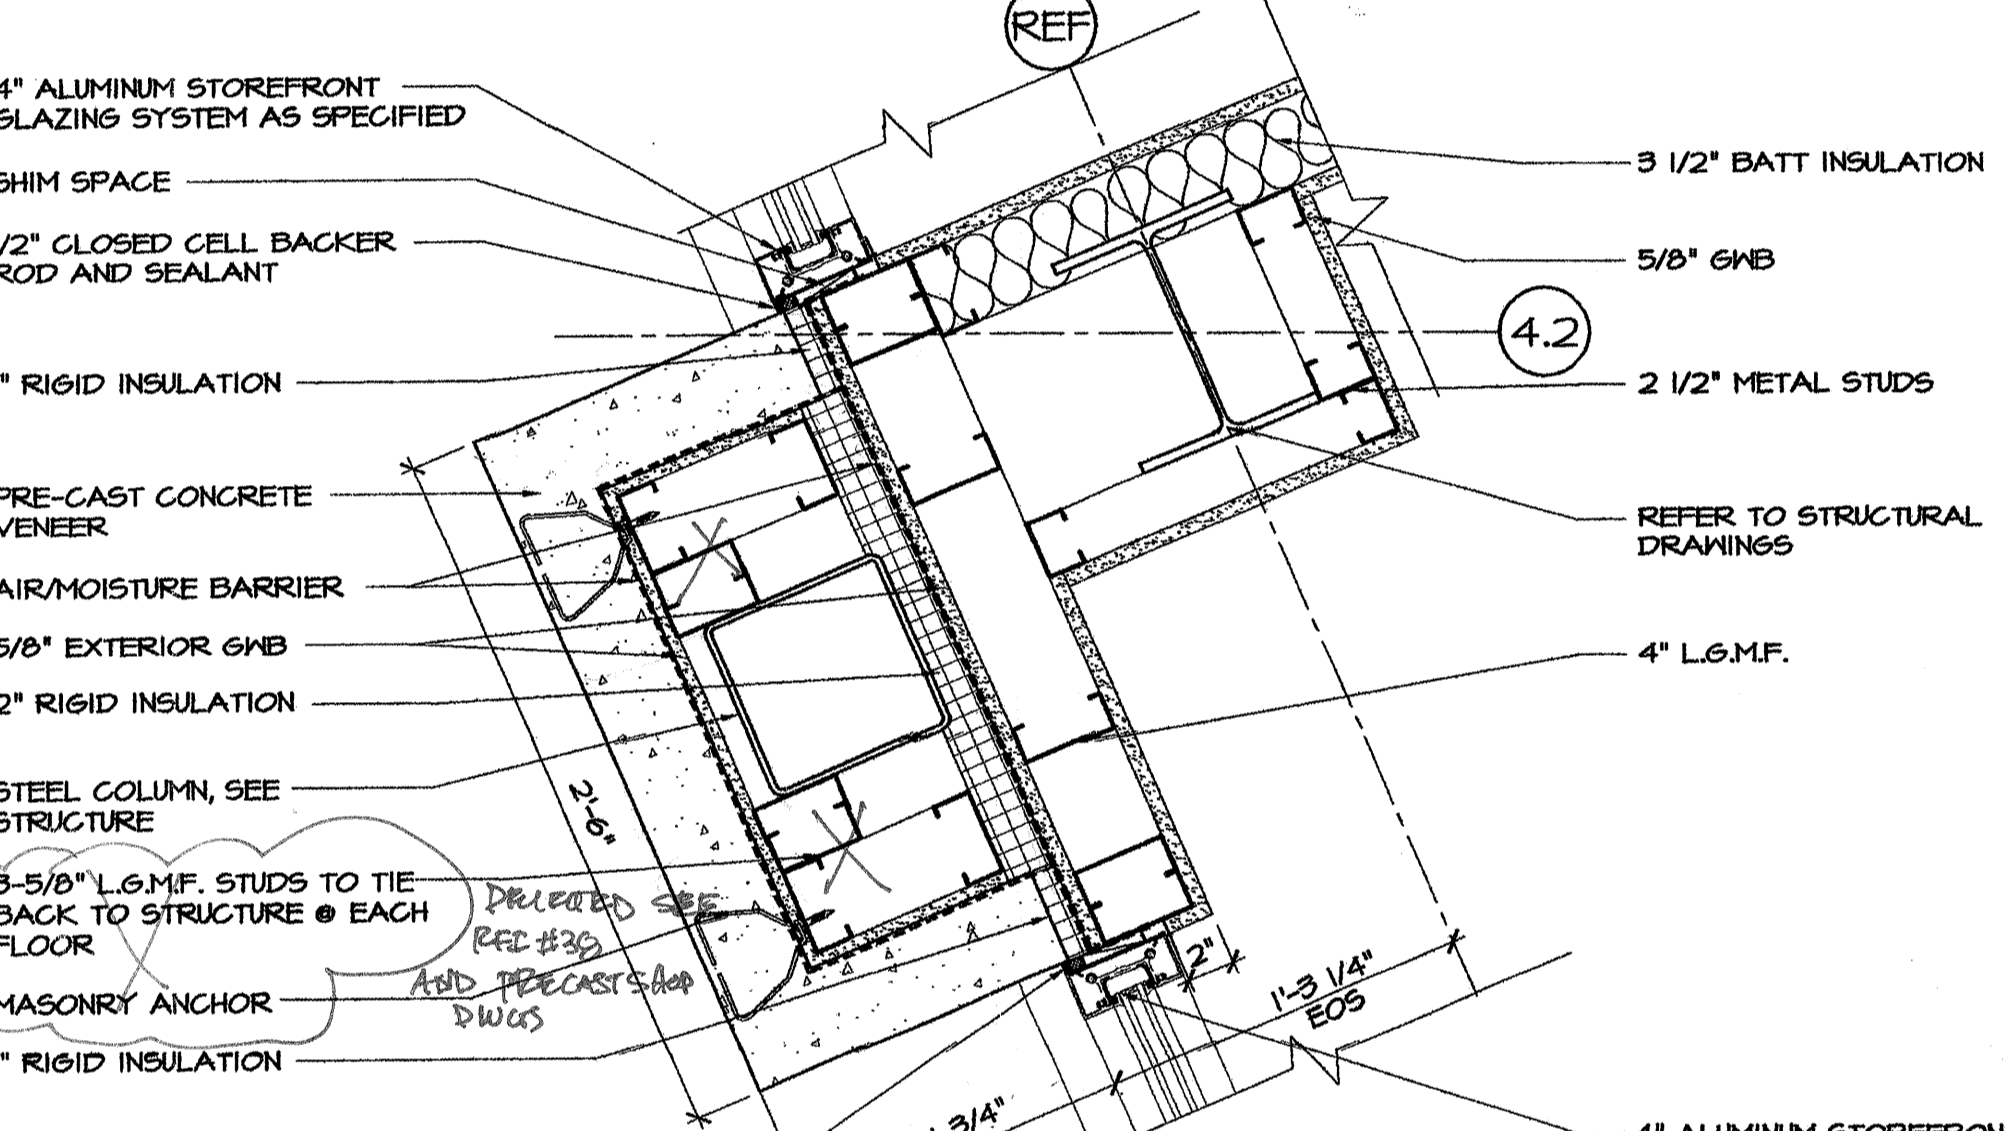 REF
4" ALUMINUM STOREFRONT
GLAZING SYSTEM AS SPECIFIED
SHIM SPACE
/2" CLOSED CELL BACKER
ROD AND SEALANT
" RIGID INSULATION
PRE-CAST CONCRETE
VENEER
AIR/MOISTURE BARRIER
5/8" EXTERIOR GWB
2" RIGID INSULATION
STEEL COLUMN, SEE
STRUCTURE
3-5/8" L.G.M.F. STUDS TO TIE
BACK TO STRUCTURE @ EACH
FLOOR
MASONRY ANCHOR
" RIGID INSULATION
SEE
RFI #38
AND PRECAST SHOP
DWGS
2'-6"
3/4"
2"
1'-3 1/4"
EOS
3 1/2" BATT INSULATION
5/8" GWB
4.2
2 1/2" METAL STUDS
REFER TO STRUCTURAL
DRAWINGS
4" L.G.M.F.
4" ALUMINUM STOREFRON